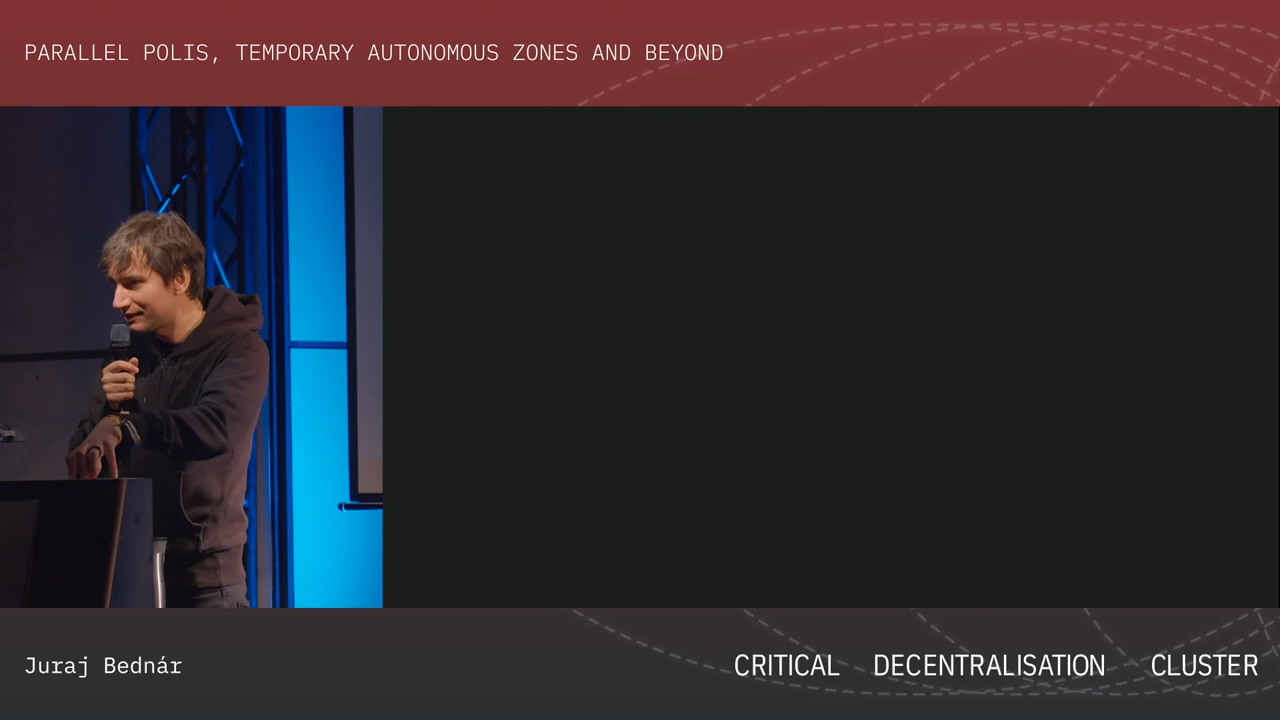 PARALLEL POLIS, TEMPORARY AUTONOMOUS ZONES AND BEYOND
Juraj Bednár
CRITICAL DECENTRALISATION CLUSTER